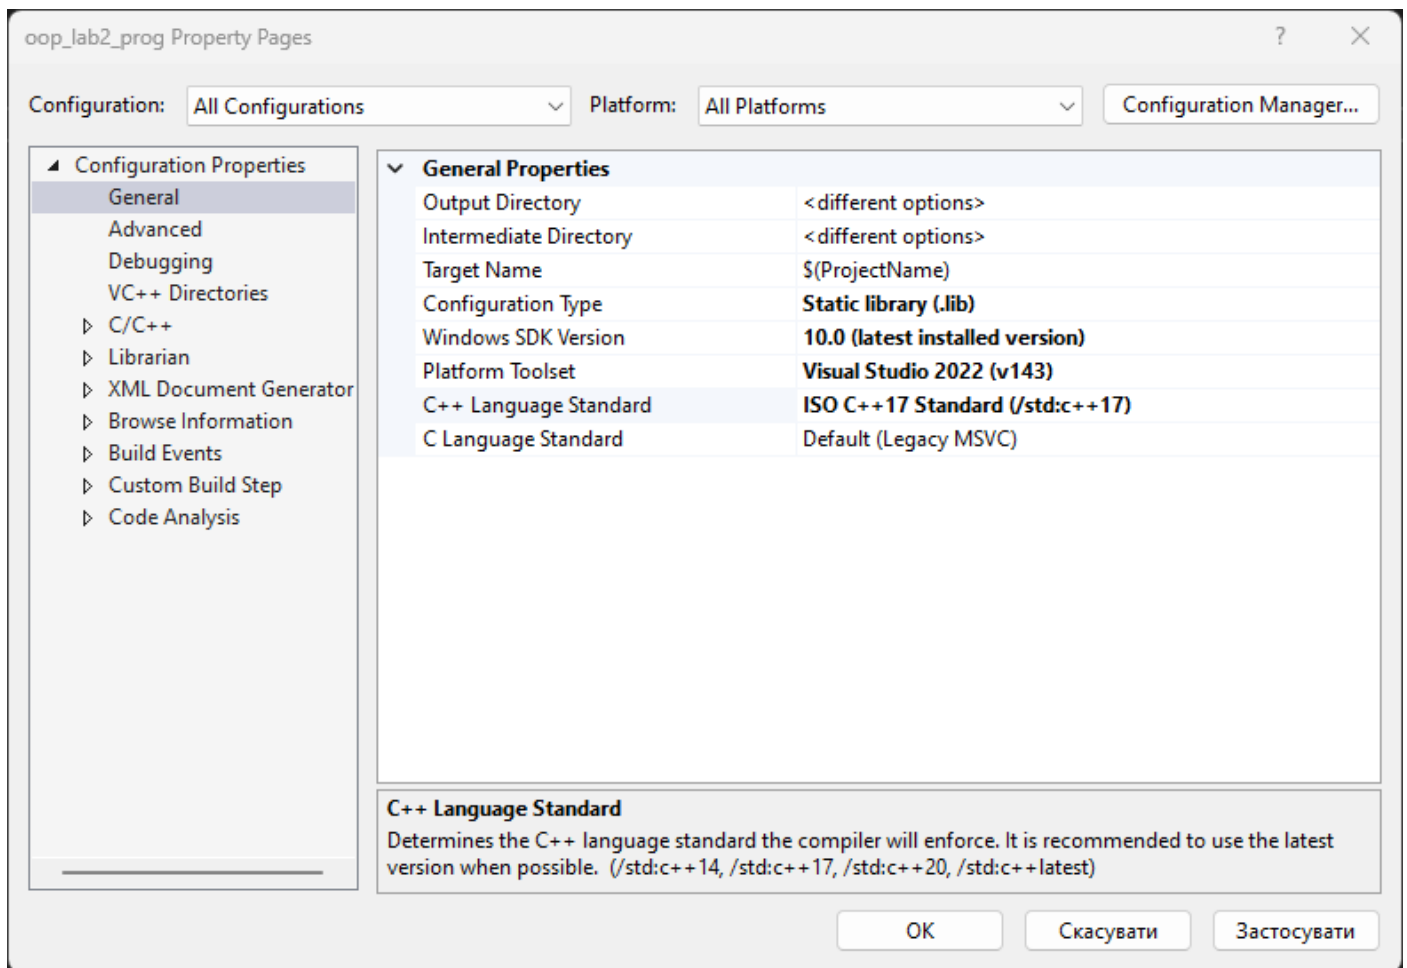 oop_lab2_prog Property Pages
?
Configuration: All Configurations Platform: All Platforms Configuration Manager...
Configuration Properties
General
Advanced
Debugging
VC++ Directories
C/C++
Librarian
XML Document Generator
Browse Information
Build Events
Custom Build Step
Code Analysis
General Properties
Output Directory <different options>
Intermediate Directory <different options>
Target Name $(ProjectName)
Configuration Type Static library (.lib)
Windows SDK Version 10.0 (latest installed version)
Platform Toolset Visual Studio 2022 (v143)
C++ Language Standard ISO C++17 Standard (/std:c++17)
C Language Standard Default (Legacy MSVC)
C++ Language Standard
Determines the C++ language standard the compiler will enforce. It is recommended to use the latest
version when possible.  (/std:c++14, /std:c++17, /std:c++20, /std:c++latest)
OK Скасувати Застосувати